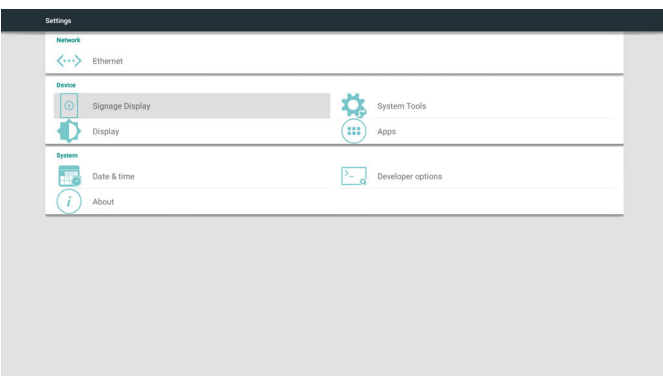 Settings
Network
Ethernet
Device
Signage Display
System Tools
Display
Apps
System
Date & time
Developer options
About